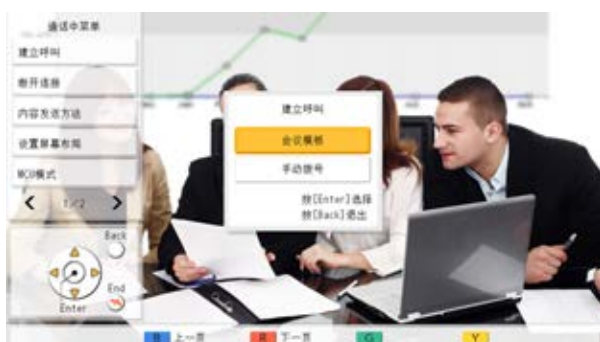 通话中菜单
建立呼叫
断开连接
内容发送方法
设置屏幕布局
MCU模式
1/2
Back
End
Enter
建立呼叫
会议模板
手动拨号
按[Enter]选择
按[Back]退出
B 上一页
R 下一页
G
Y